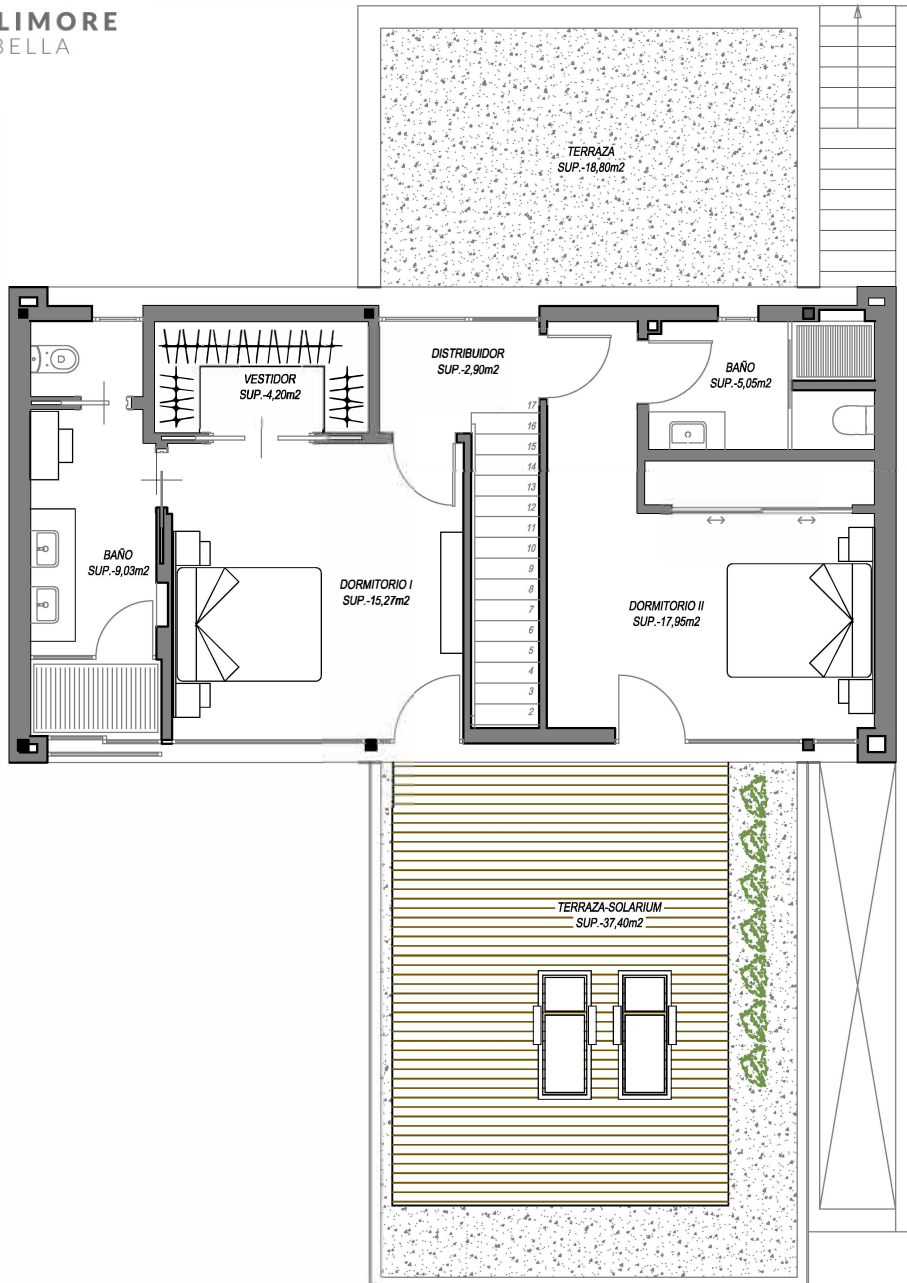 LIMORE
BELLA
TERRAZA
SUP.-18,80m2
DISTRIBUIDOR
SUP.-2,90m2
BAÑO
SUP.-5,05m2
VESTIDOR
SUP.-4,20m2
17
16
15
14
13
12
11
10
9
8
7
6
5
4
3
2
BAÑO
SUP.-9,03m2
DORMITORIO I
SUP.-15,27m2
DORMITORIO II
SUP.-17,95m2
TERRAZA-SOLARIUM
SUP.-37,40m2